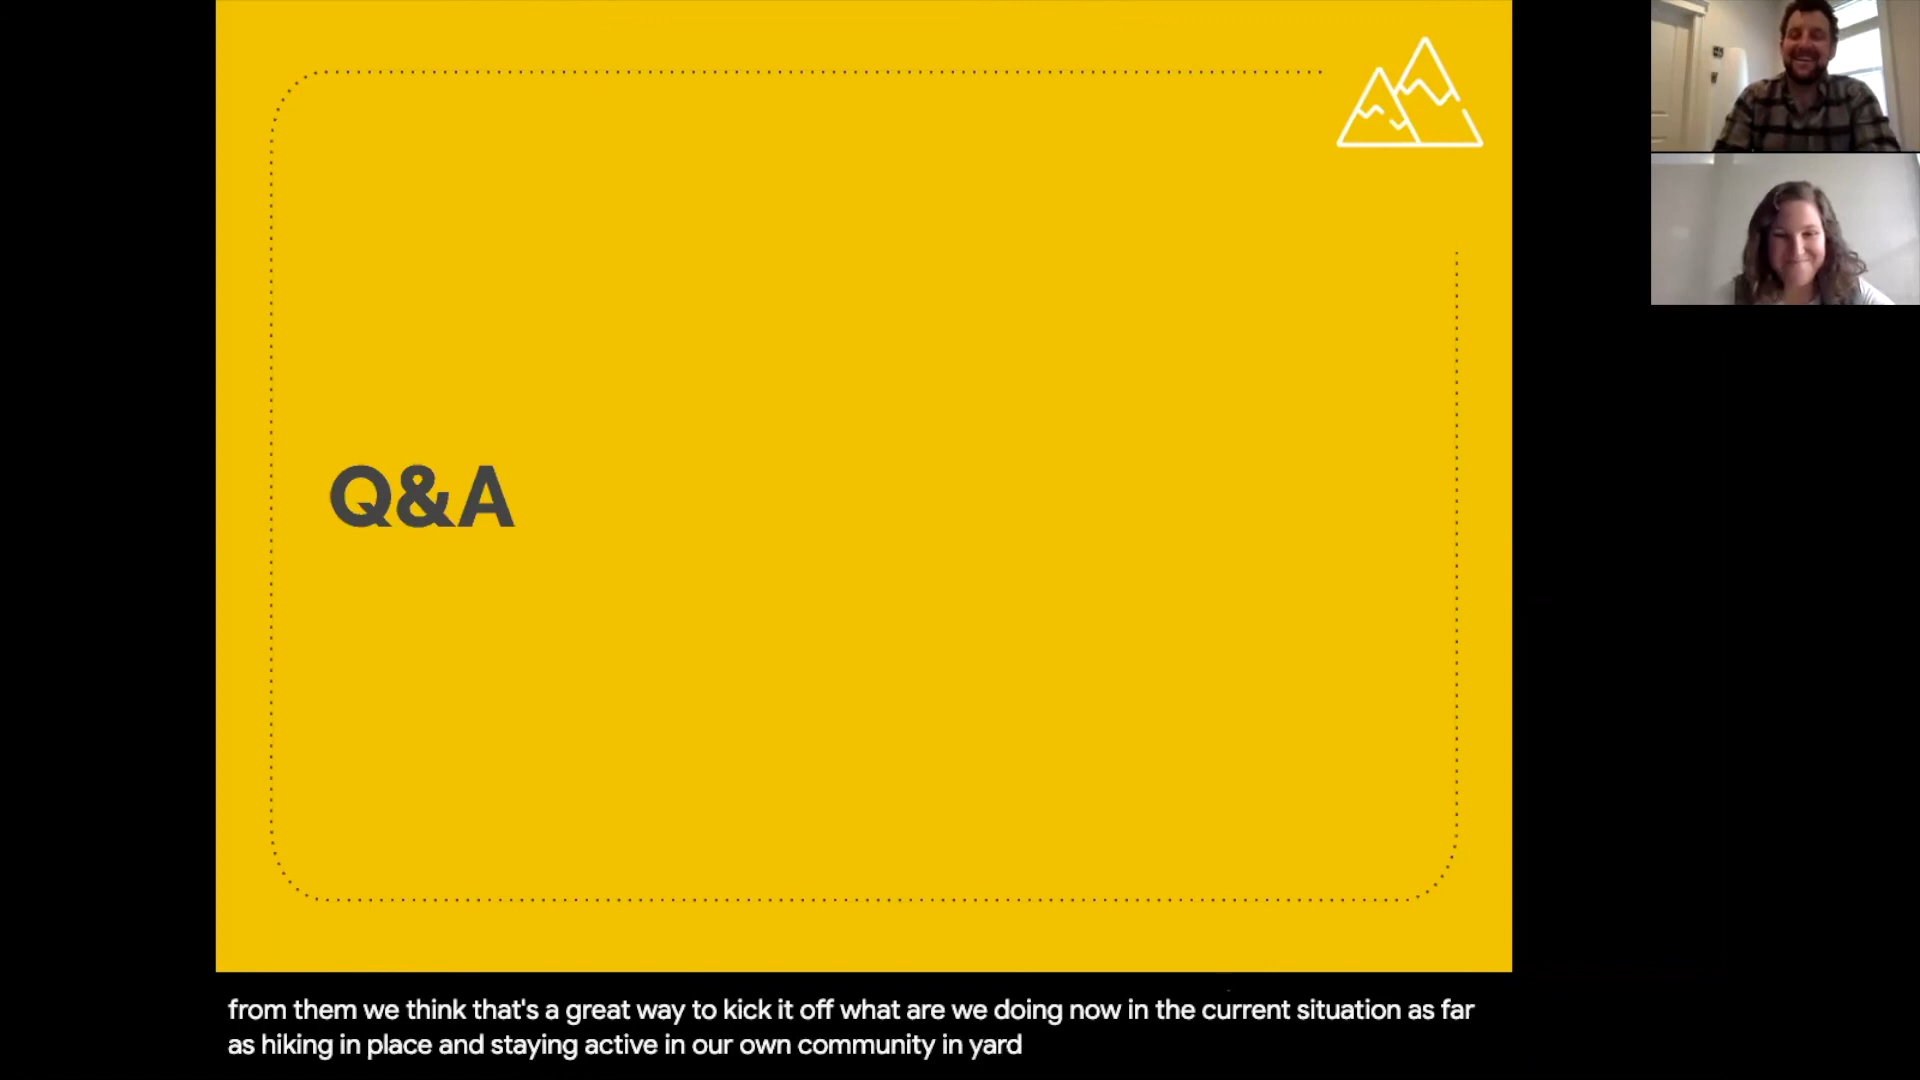 Q&A
from them we think that's a great way to kick it off what are we doing now in the current situation as far
as hiking in place and staying active in our own community in yard